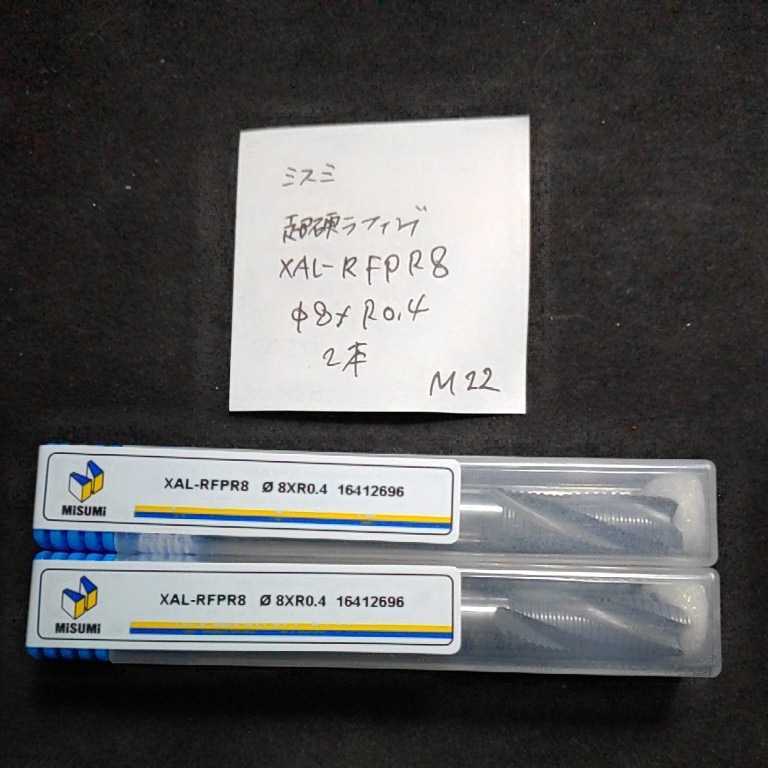 ミスミ
超硬ラフィング
XAL-RFPR8
φ8×R0.4
2本
M22
XAL-RFPR8 Ø 8XR0.4 16412696
MiSUMi
XAL-RFPR8 Ø 8XR0.4 16412696
MiSUMi